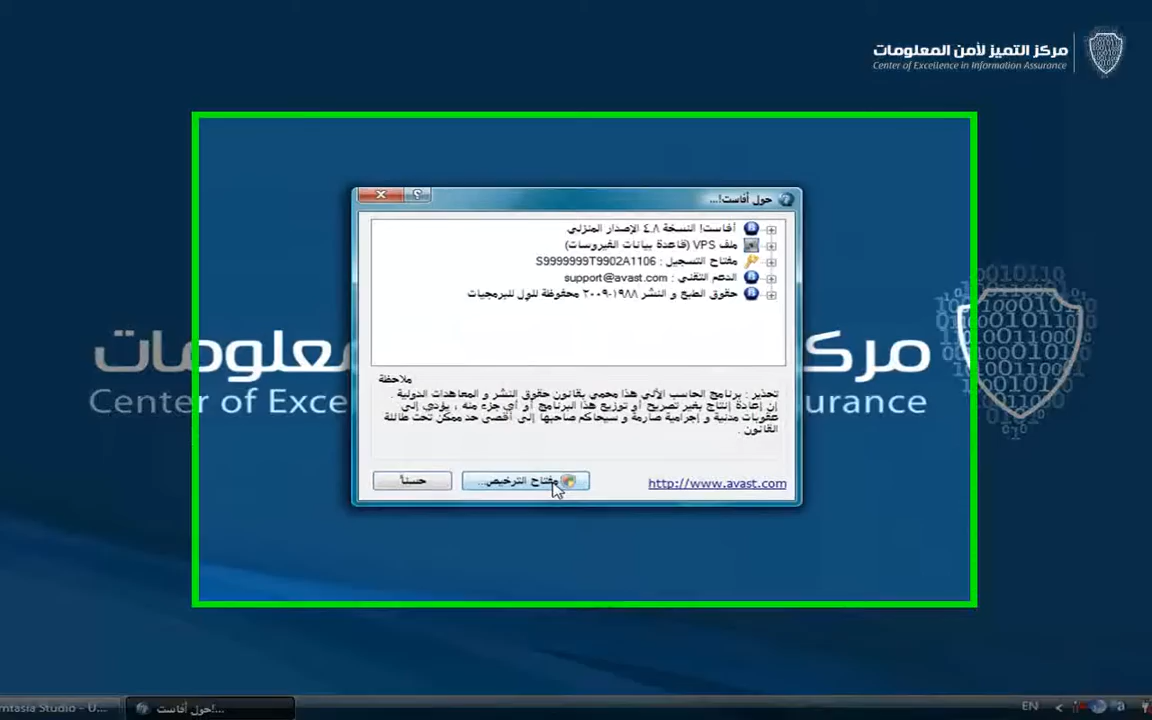 مركز التميز لأمن المعلومات
Center of Excellence in Information Assurance
حول أفاست!...
أفاست! النسخة ٤.٨ الإصدار المنزلي
ملف VPS (قاعدة بيانات الفيروسات)
مفتاح التسجيل : S9999999T9902A1106
الدعم التقني : support@avast.com
حقوق الطبع و النشر ١٩٨٨-٢٠٠٩ محفوظة للول للبرمجيات
مركز
معلومات
Center of Exce
urance
ملاحظة
تحذير : برنامج الحاسب الآلي هذا محمي بقانون حقوق النشر و المعاهدات الدولية .
إن إعادة إنتاج بغير تصريح أو توزيع هذا البرنامج أو أي جزء منه ، يؤدي إلى
عقوبات مدنية و إجرامية صارمة و سيحاكم صاحبها إلى أقصى حد ممكن تحت طائلة
القانون .
http://www.avast.com
مفتاح الترخيص...
حسناً
mtasia Studio - U...
حول أفاست!...
EN